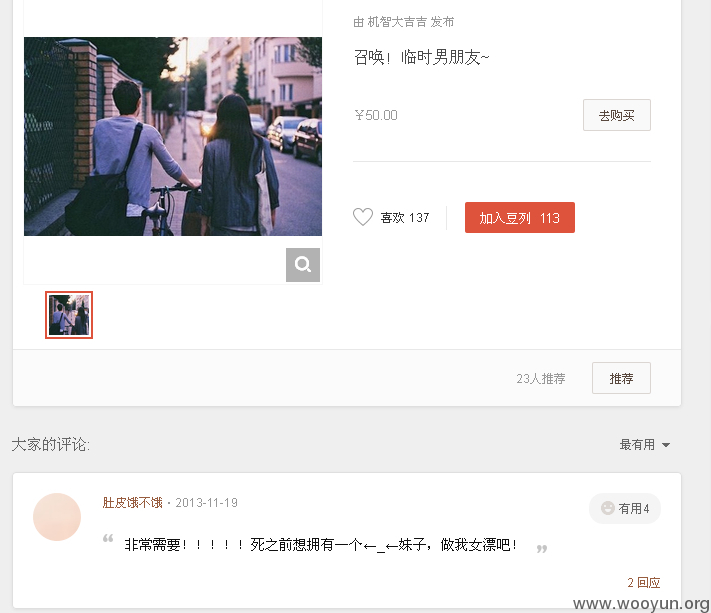 由 机智大吉吉 发布
召唤！临时男朋友~
¥50.00
去购买
喜欢 137
加入豆列 113
23人推荐
推荐
大家的评论:
最有用
肚皮饿不饿 · 2013-11-19
有用4
“ 非常需要！！！！！死之前想拥有一个←_←妹子，做我女漂吧！ ”
2 回应
www.wooyun.org